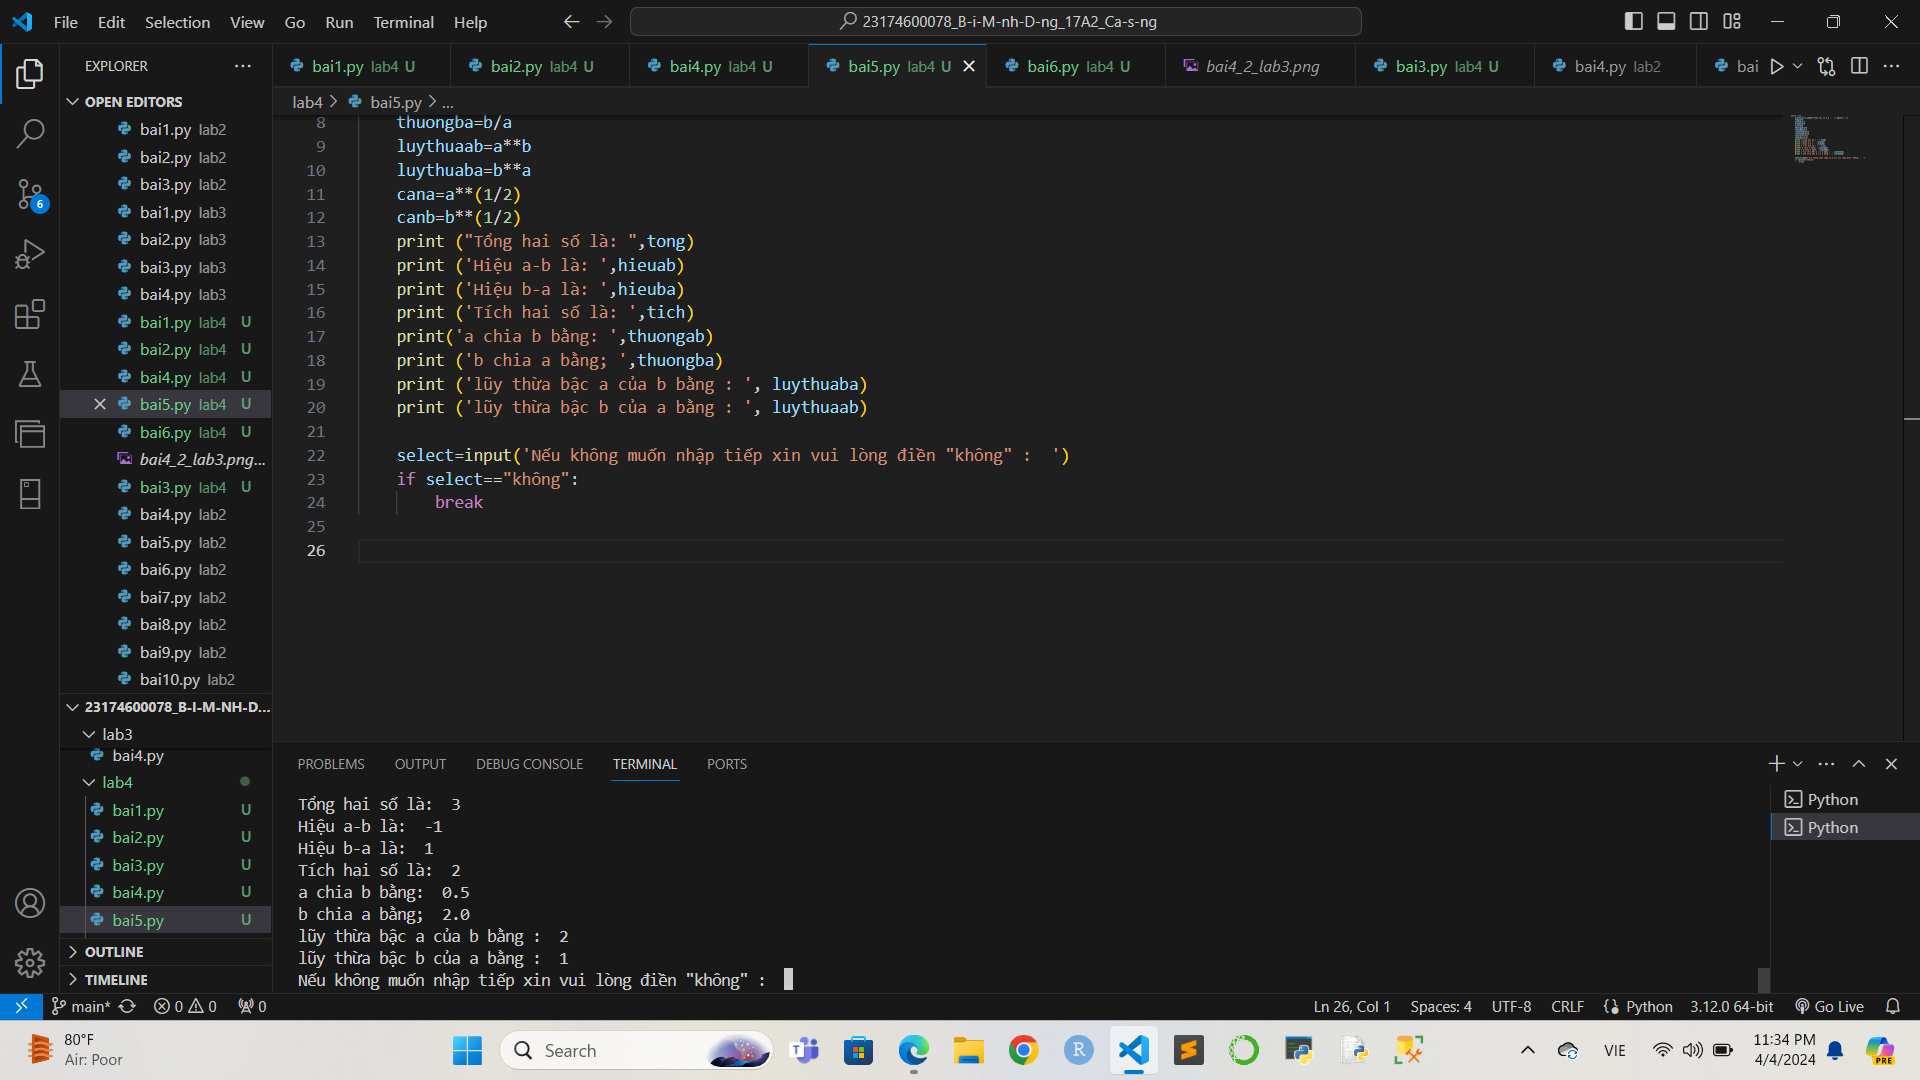 File Edit Selection View Go Run Terminal Help
23174600078_B-i-M-nh-D-ng_17A2_Ca-s-ng
EXPLORER
bai1.py lab4 U
bai2.py lab4 U
bai4.py lab4 U
bai5.py lab4 U
bai6.py lab4 U
bai4_2_lab3.png
bai3.py lab4 U
bai4.py lab2
bai
OPEN EDITORS
bai1.py lab2
bai2.py lab2
bai3.py lab2
bai1.py lab3
bai2.py lab3
bai3.py lab3
bai4.py lab3
bai1.py lab4 U
bai2.py lab4 U
bai4.py lab4 U
bai5.py lab4 U
bai6.py lab4 U
bai4_2_lab3.png...
bai3.py lab4 U
bai4.py lab2
bai5.py lab2
bai6.py lab2
bai7.py lab2
bai8.py lab2
bai9.py lab2
bai10.py lab2
23174600078_B-I-M-NH-D...
lab3
bai4.py
lab4
bai1.py U
bai2.py U
bai3.py U
bai4.py U
bai5.py U
OUTLINE
TIMELINE
6
lab4 > bai5.py > ...
8 thuongba=b/a
9 luythuaab=a**b
10 luythuaba=b**a
11 cana=a**(1/2)
12 canb=b**(1/2)
13 print ("Tổng hai số là: ",tong)
14 print ('Hiệu a-b là: ',hieuab)
15 print ('Hiệu b-a là: ',hieuba)
16 print ('Tích hai số là: ',tich)
17 print('a chia b bằng: ',thuongab)
18 print ('b chia a bằng; ',thuongba)
19 print ('lũy thừa bậc a của b bằng : ', luythuaba)
20 print ('lũy thừa bậc b của a bằng : ', luythuaab)
21
22 select=input('Nếu không muốn nhập tiếp xin vui lòng điền "không" :  ')
23 if select=="không":
24 break
25
26
PROBLEMS OUTPUT DEBUG CONSOLE TERMINAL PORTS
Tổng hai số là:  3
Hiệu a-b là:  -1
Hiệu b-a là:  1
Tích hai số là:  2
a chia b bằng:  0.5
b chia a bằng;  2.0
lũy thừa bậc a của b bằng :  2
lũy thừa bậc b của a bằng :  1
Nếu không muốn nhập tiếp xin vui lòng điền "không" :
Python
Python
main* 0 0 0
Ln 26, Col 1 Spaces: 4 UTF-8 CRLF Python 3.12.0 64-bit Go Live
80°F
Air: Poor
Search
VIE
11:34 PM
4/4/2024
PRE